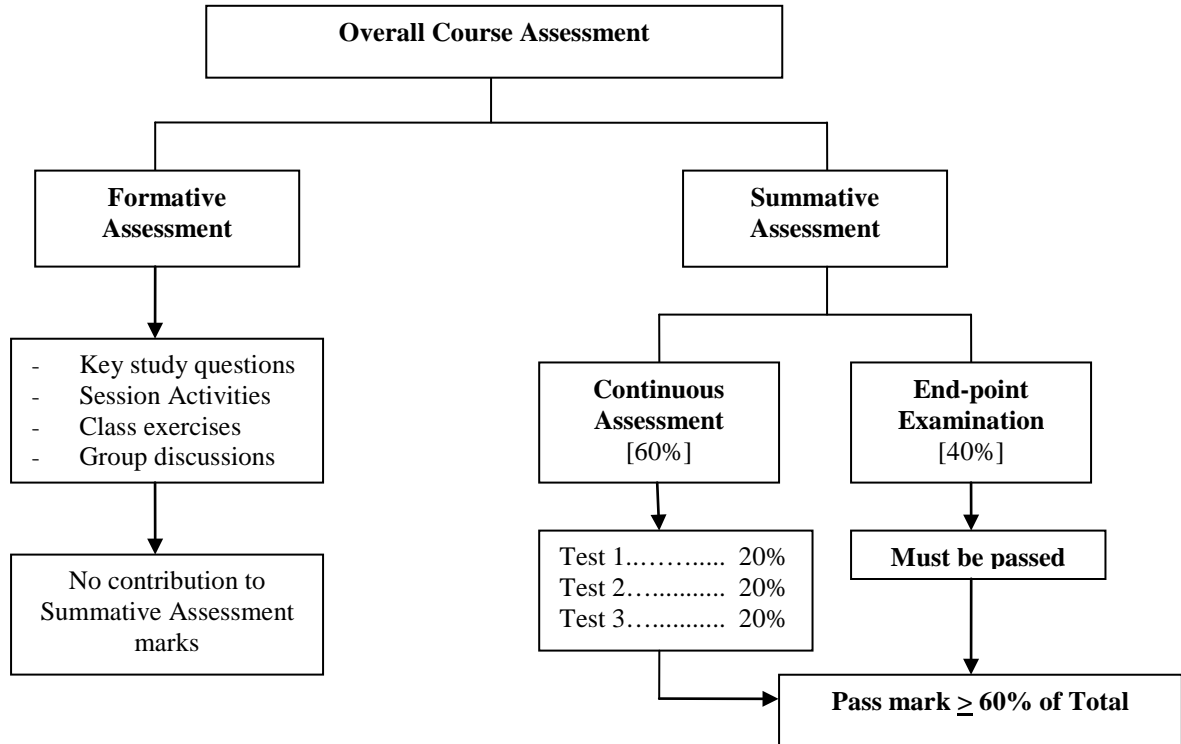 Overall Course Assessment
Formative
Assessment
Summative
Assessment
- Key study questions
- Session Activities
- Class exercises
- Group discussions
Continuous
Assessment
[60%]
End-point
Examination
[40%]
No contribution to
Summative Assessment
marks
Test 1..……..... 20%
Test 2…........... 20%
Test 3…........... 20%
Must be passed
Pass mark ≥ 60% of Total